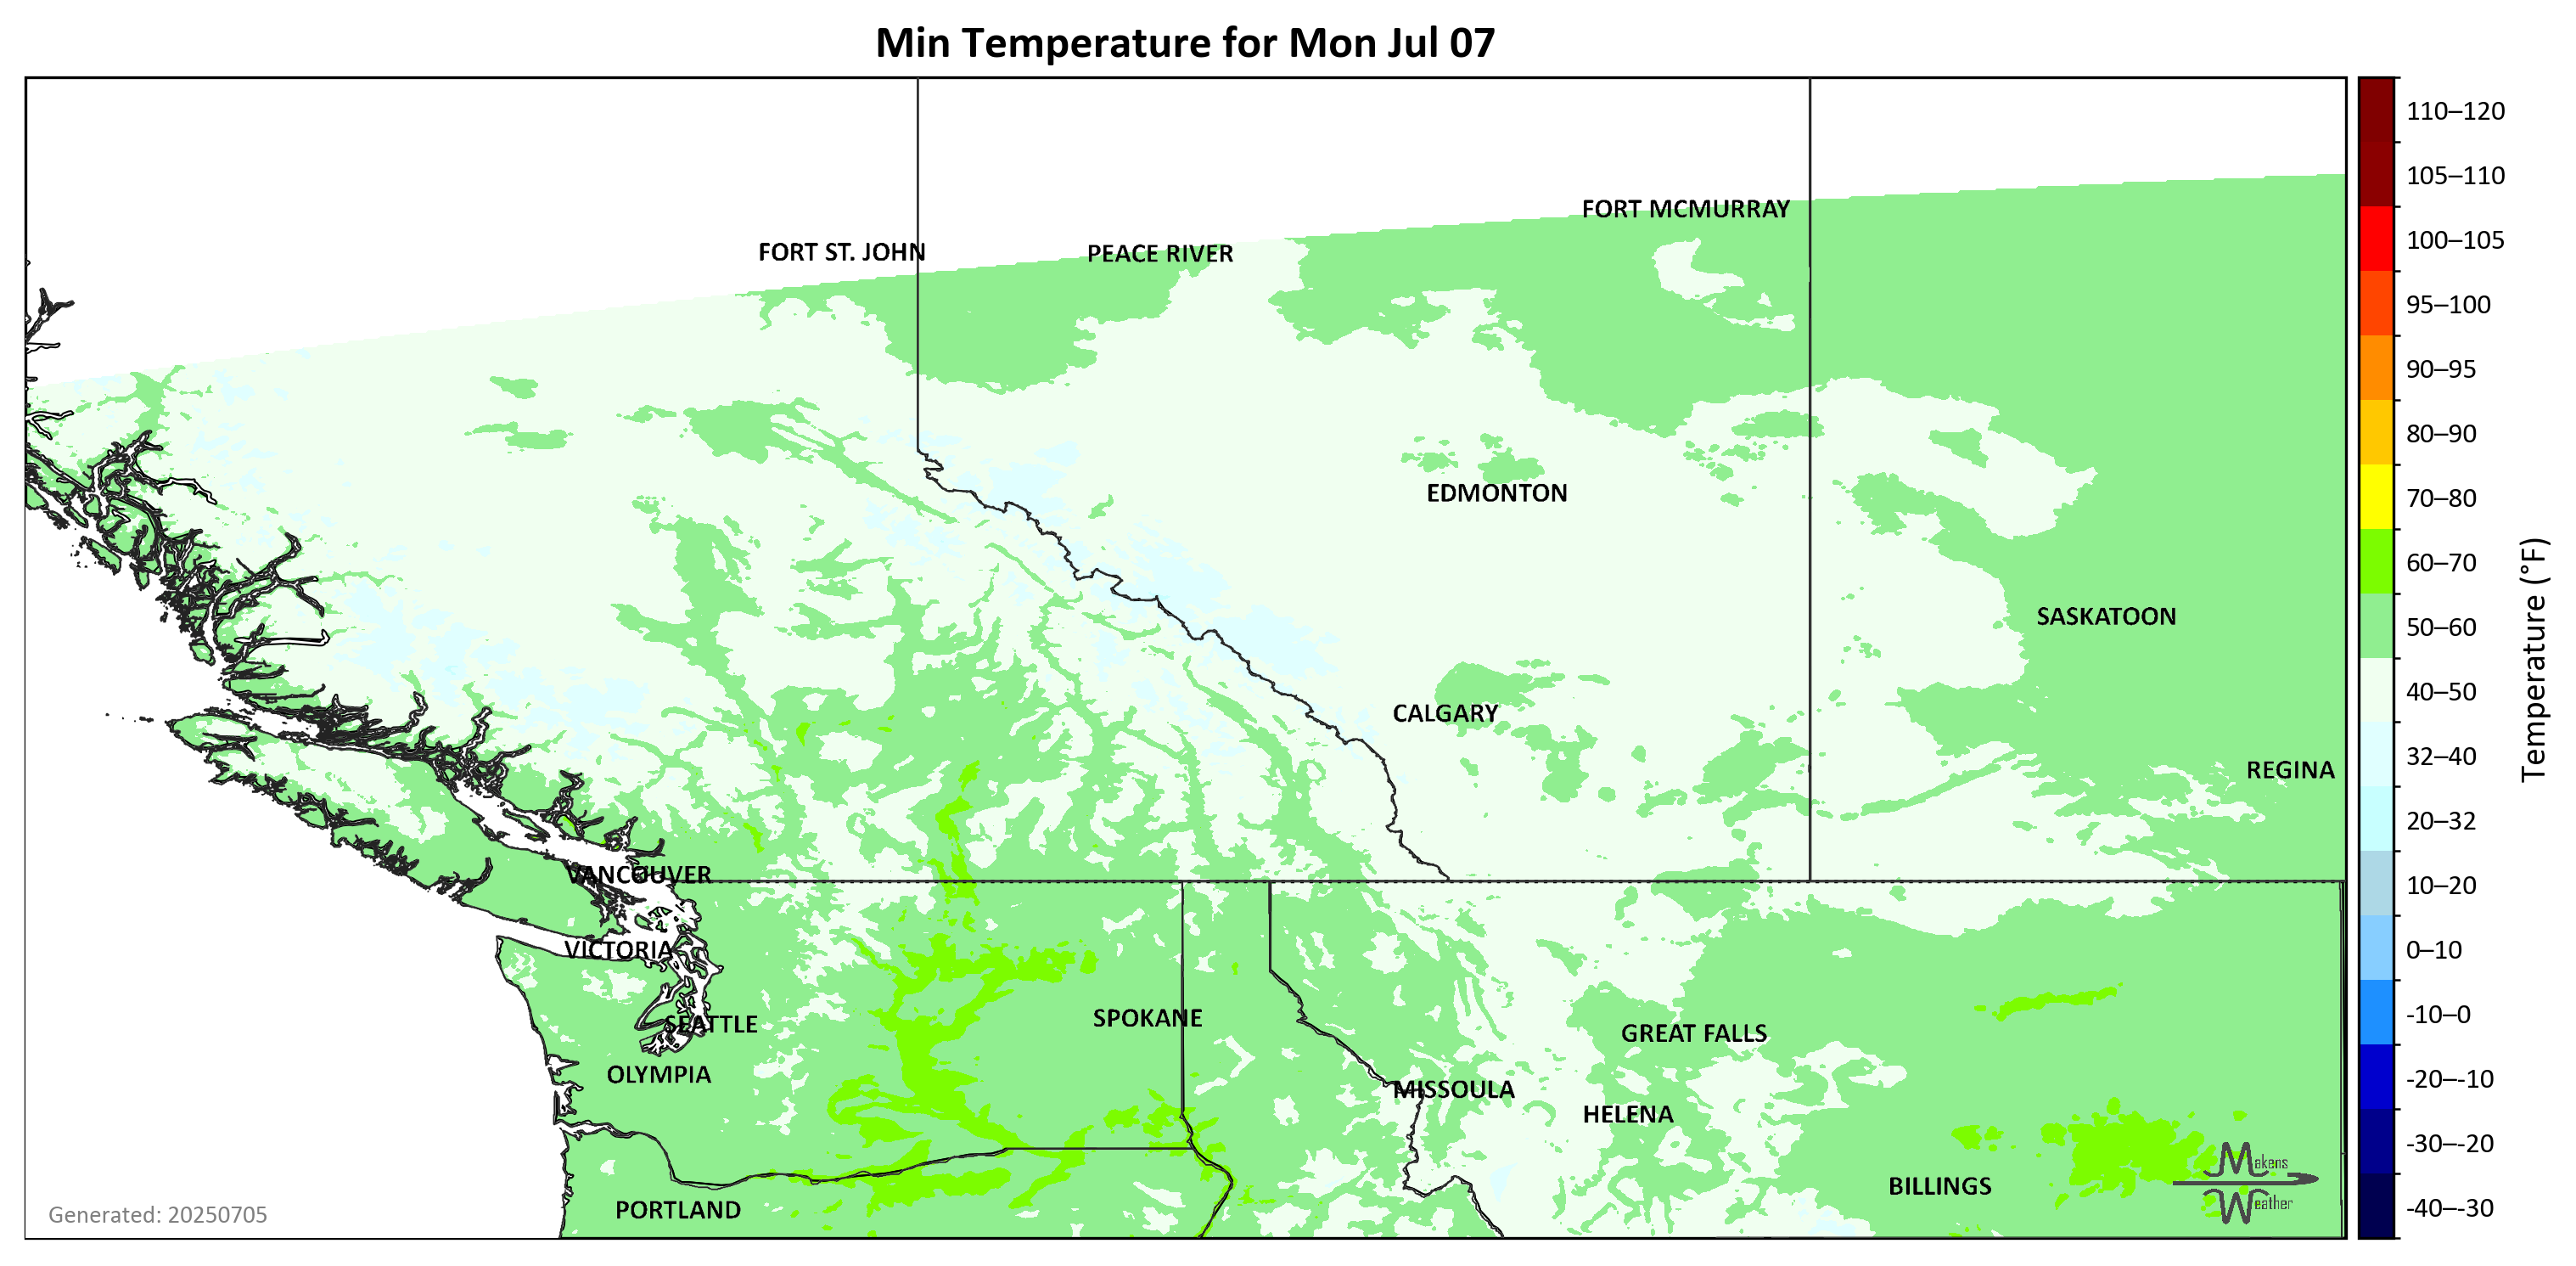 Min Temperature for Mon Jul 07
FORT MCMURRAY
FORT ST. JOHN
PEACE RIVER
EDMONTON
SASKATOON
CALGARY
REGINA
VANCOUVER
VICTORIA
SPOKANE
SEATTLE
GREAT FALLS
OLYMPIA
MISSOULA
HELENA
BILLINGS
PORTLAND
Makens
Weather
Generated: 20250705
110–120
105–110
100–105
95–100
90–95
80–90
70–80
60–70
50–60
40–50
32–40
20–32
10–20
0–10
-10–0
-20–-10
-30–-20
-40–-30
Temperature (°F)